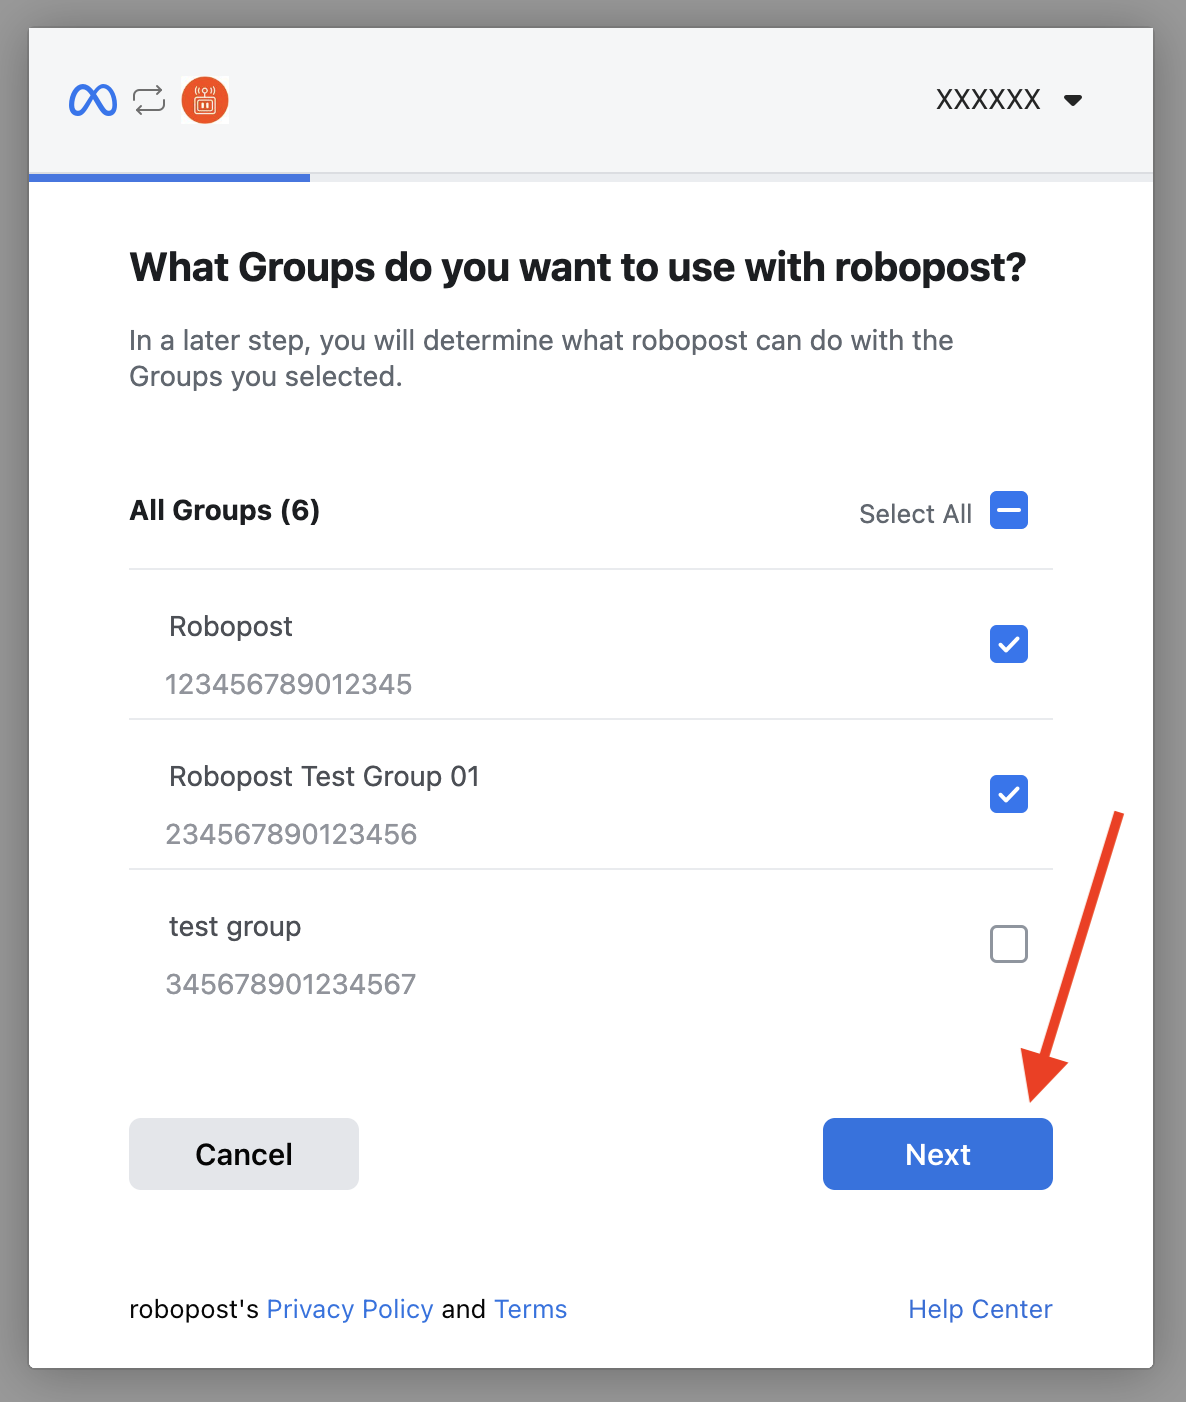 XXXXXX
What Groups do you want to use with robopost?
In a later step, you will determine what robopost can do with the
Groups you selected.
All Groups (6)
Select All
Robopost
123456789012345
Robopost Test Group 01
234567890123456
test group
345678901234567
Cancel
Next
robopost's Privacy Policy and Terms
Help Center